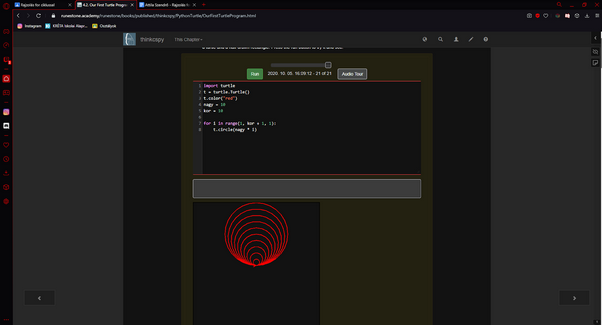 Rajzolás for ciklussal
4.2. Our First Turtle Progra
Attila Szendrő - Rajzolás fo
runestone.academy/runestone/books/published/thinkcspy/PythonTurtle/OurFirstTurtleProgram.html
Instagram
KRÉTA Iskolai Alapr...
Osztályok
thinkcspy
This Chapter
Run
2020. 10. 05. 16:09:12 - 21 of 21
Audio Tour
1 import turtle
2 t = turtle.Turtle()
3 t.color("red")
4 nagy = 10
5 kor = 10
6
7 for i in range(1, kor + 1, 1):
8 t.circle(nagy * i)